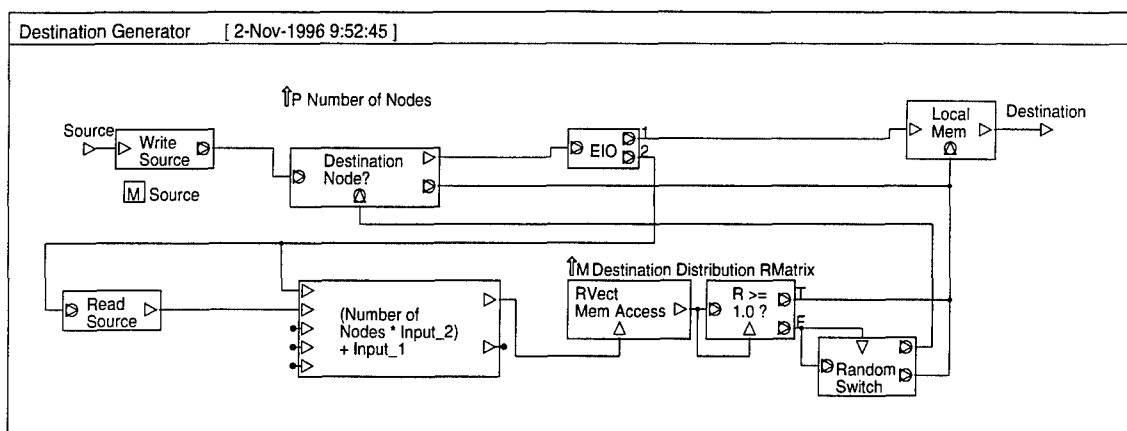 Destination Generator [ 2-Nov-1996 9:52:45 ]
⇑P Number of Nodes
Source
Write
Source
M Source
Destination
Node?
EIO
1
2
Local
Mem
Destination
Read
Source
(Number of
Nodes * Input_2)
+ Input_1
⇑M Destination Distribution RMatrix
RVect
Mem Access
R >=
1.0 ?
T
F
Random
Switch